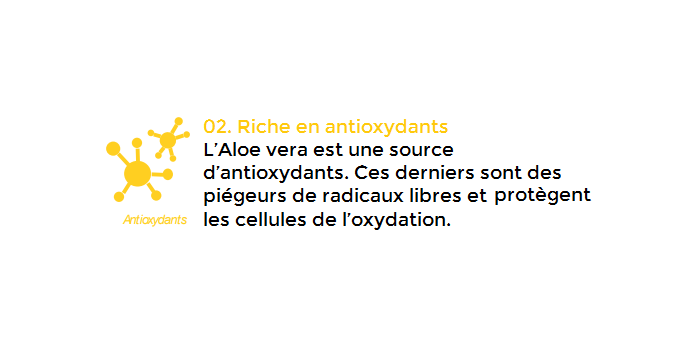 02. Riche en antioxydants
L'Aloe vera est une source
d'antioxydants. Ces derniers sont des
piégeurs de radicaux libres et protègent
les cellules de l'oxydation.
Antioxydants